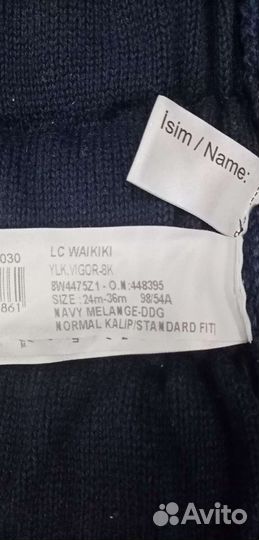 İsim / Name:
030
861
LC WAIKIKI
YLK.VIGOR-8K
8W4475Z1 - O.N:448395
SIZE : 24m-36m 98/54A
NAVY MELANGE-DDG
NORMAL KALIP/STANDARD FIT
Avito